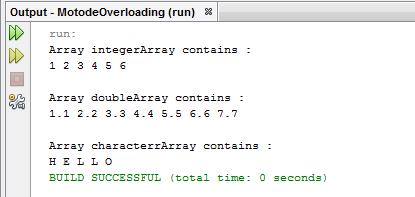 Output - MotodeOverloading (run)
run:
Array integerArray contains :
1 2 3 4 5 6
Array doubleArray contains :
1.1 2.2 3.3 4.4 5.5 6.6 7.7
Array characterrArray contains :
H E L L O
BUILD SUCCESSFUL (total time: 0 seconds)